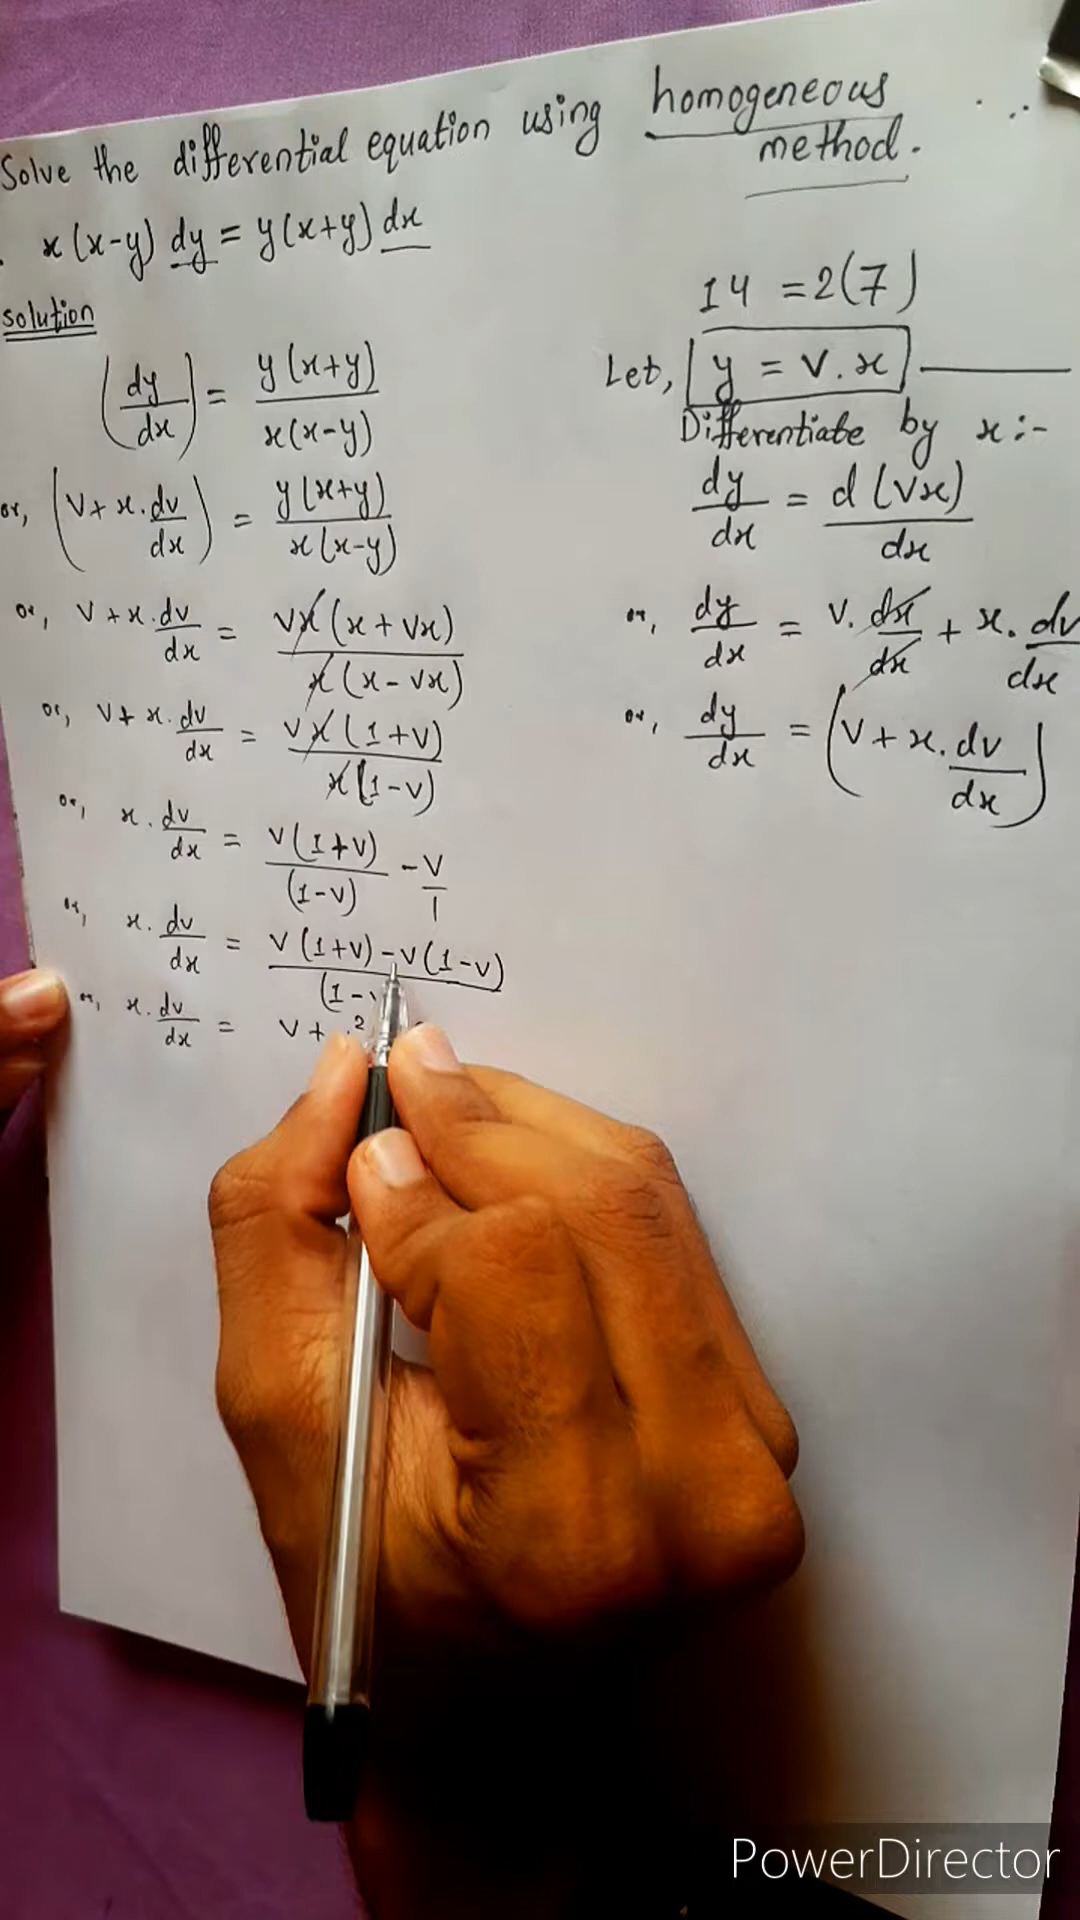 Solve the differential equation using homogeneous
method.
x(x-y) dy = y(x+y) dx
solution
(dy/dx) = y(x+y)/x(x-y)
or, (v+x.dv/dx) = y(x+y)/x(x-y)
or, v+x.dv/dx = vx(x+vx)/x(x-vx)
or, v+x.dv/dx = vx(1+v)/x(1-v)
or, x.dv/dx = v(1+v)/(1-v) - v/1
or, x.dv/dx = v(1+v)-v(1-v)/(1-v
or, x.dv/dx = v+ 2
14 = 2(7)
Let, y = v.x
Differentiate by x:-
dy/dx = d(vx)/dx
or, dy/dx = v.dx/dx + x.dv/dx
or, dy/dx = (v+x.dv/dx)
PowerDirector